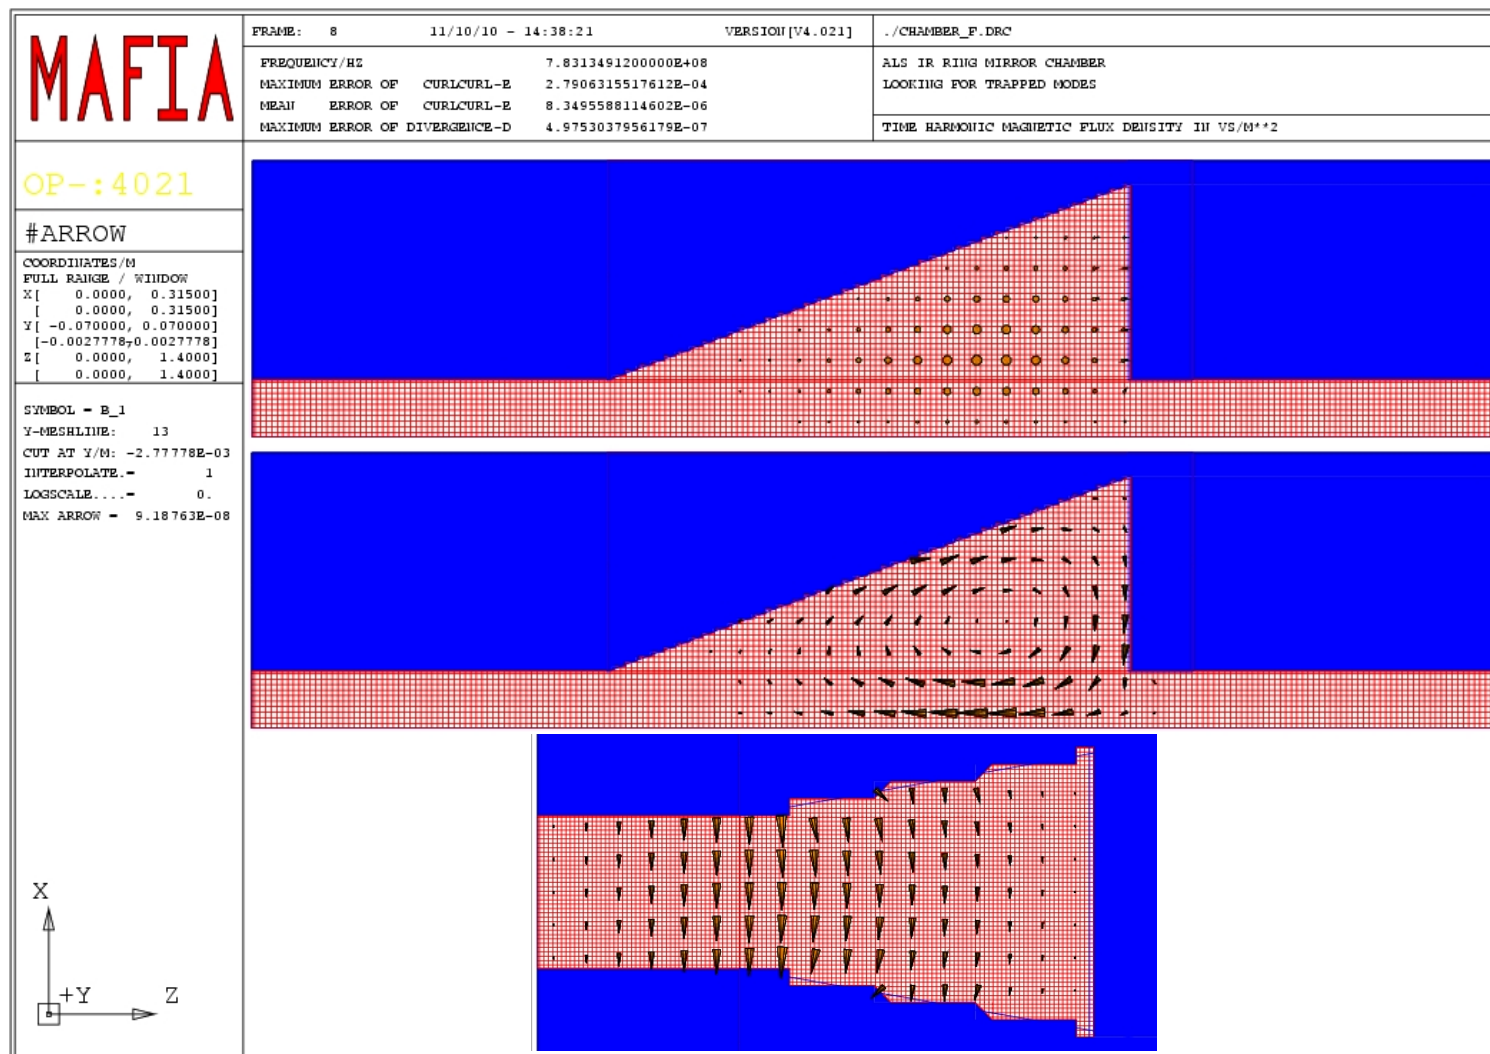 MAFIA
FRAME: 8 11/10/10 - 14:38:21 VERSION[V4.021] ./CHAMBER_F.DRC
FREQUENCY/HZ 7.8313491200000E+08
MAXIMUM ERROR OF CURLCURL-E 2.7906315517612E-04
MEAN ERROR OF CURLCURL-E 8.3495588114602E-06
MAXIMUM ERROR OF DIVERGENCE-D 4.9753037956179E-07
ALS IR RING MIRROR CHAMBER
LOOKING FOR TRAPPED MODES
TIME HARMONIC MAGNETIC FLUX DENSITY IN VS/M**2
OP-:4021
#ARROW
COORDINATES/M
FULL RANGE / WINDOW
X[ 0.0000, 0.31500]
[ 0.0000, 0.31500]
Y[ -0.070000, 0.070000]
[-0.0027778,0.0027778]
Z[ 0.0000, 1.4000]
[ 0.0000, 1.4000]
SYMBOL = B_1
Y-MESHLINE: 13
CUT AT Y/M: -2.77778E-03
INTERPOLATE.= 1
LOGSCALE....= 0.
MAX ARROW = 9.18763E-08
X
+Y
Z